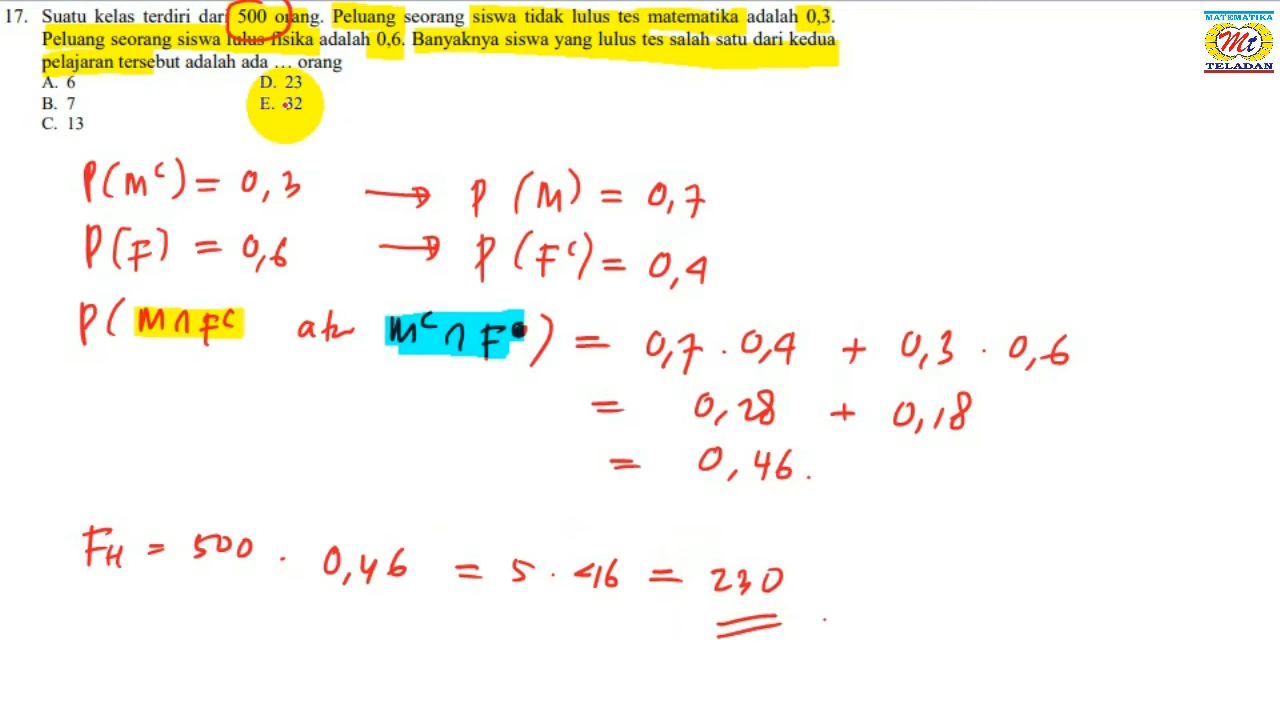 17. Suatu kelas terdiri dari 500 orang. Peluang seorang siswa tidak lulus tes matematika adalah 0,3.
Peluang seorang siswa lulus fisika adalah 0,6. Banyaknya siswa yang lulus tes salah satu dari kedua
pelajaran tersebut adalah ada … orang
A. 6 D. 23
B. 7 E. 32
C. 13
MATEMATIKA
Mt
TELADAN
P(Mᶜ) = 0,3 → P(M) = 0,7
P(F) = 0,6 → P(Fᶜ) = 0,4
P(M∩Fᶜ atau Mᶜ∩F) = 0,7 . 0,4 + 0,3 . 0,6
= 0,28 + 0,18
= 0,46.
FH = 500 . 0,46 = 5 . 46 = 230